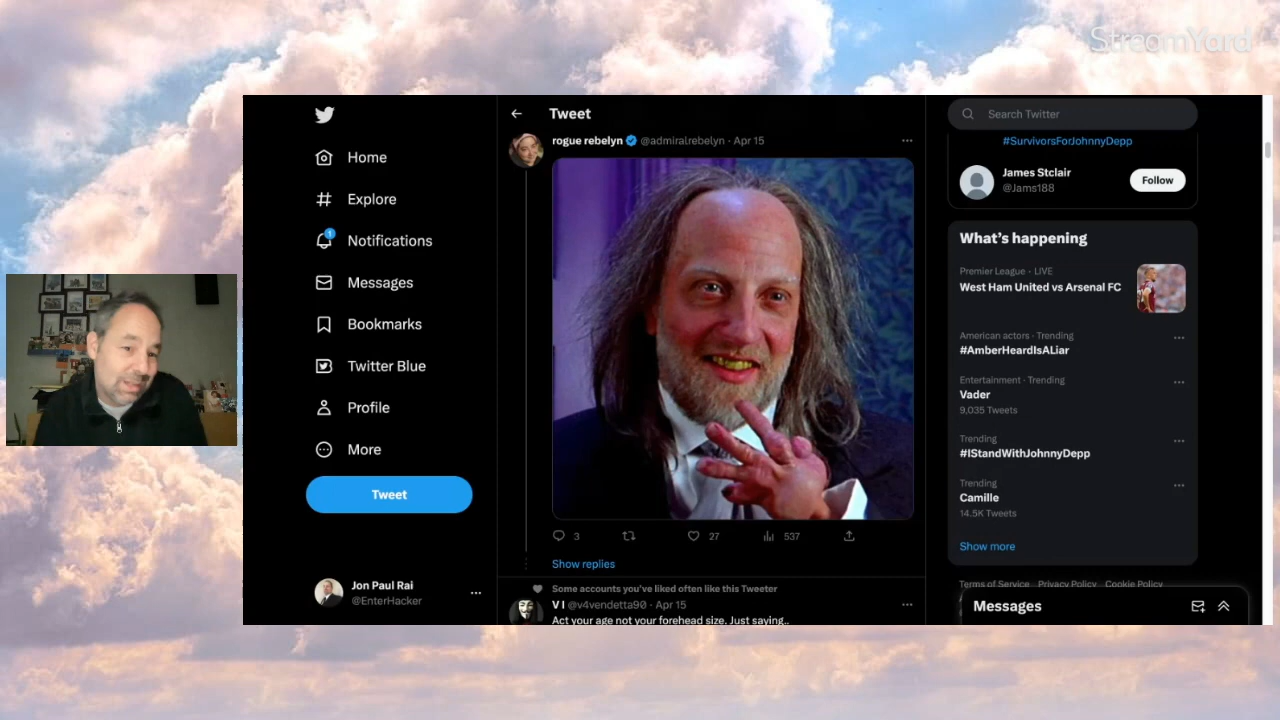 StreamYard
Home
Explore
1
Notifications
Messages
Bookmarks
Twitter Blue
Profile
More
Tweet
Jon Paul Rai
@EnterHacker
Tweet
rogue rebelyn @admiralrebelyn · Apr 15
3
27
537
Show replies
Some accounts you've liked often like this Tweeter
V I @v4vendetta90 · Apr 15
Act your age not your forehead size. Just saying..
Search Twitter
#SurvivorsForJohnnyDepp
James Stclair
@Jams188
Follow
What's happening
Premier League · LIVE
West Ham United vs Arsenal FC
American actors · Trending
#AmberHeardIsALiar
Entertainment · Trending
Vader
9,035 Tweets
Trending
#IStandWithJohnnyDepp
Trending
Camille
14.5K Tweets
Show more
Terms of Service Privacy Policy Cookie Policy
Messages